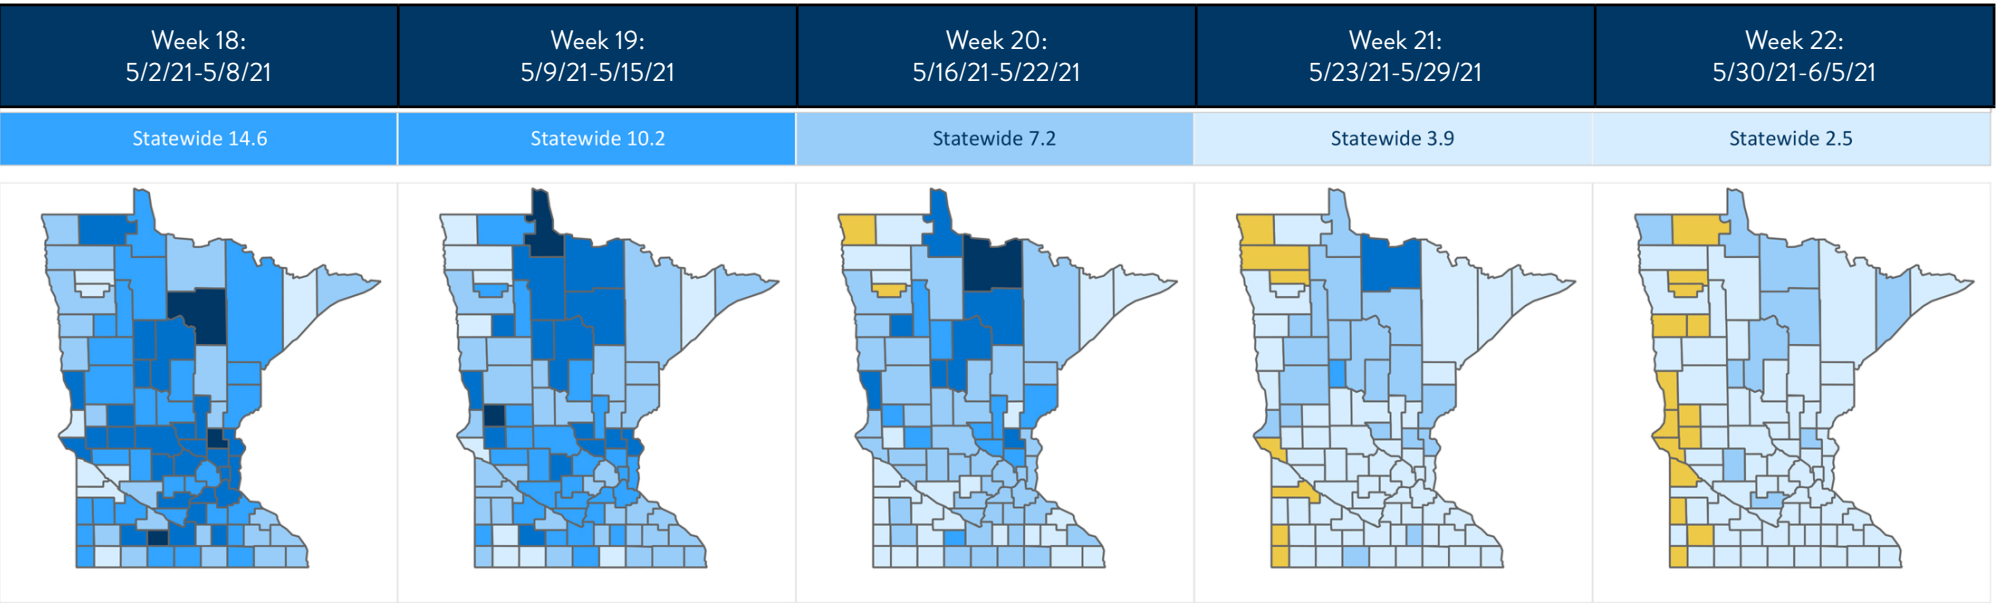 Week 18:
5/2/21-5/8/21
Week 19:
5/9/21-5/15/21
Week 20:
5/16/21-5/22/21
Week 21:
5/23/21-5/29/21
Week 22:
5/30/21-6/5/21
Statewide 14.6
Statewide 10.2
Statewide 7.2
Statewide 3.9
Statewide 2.5